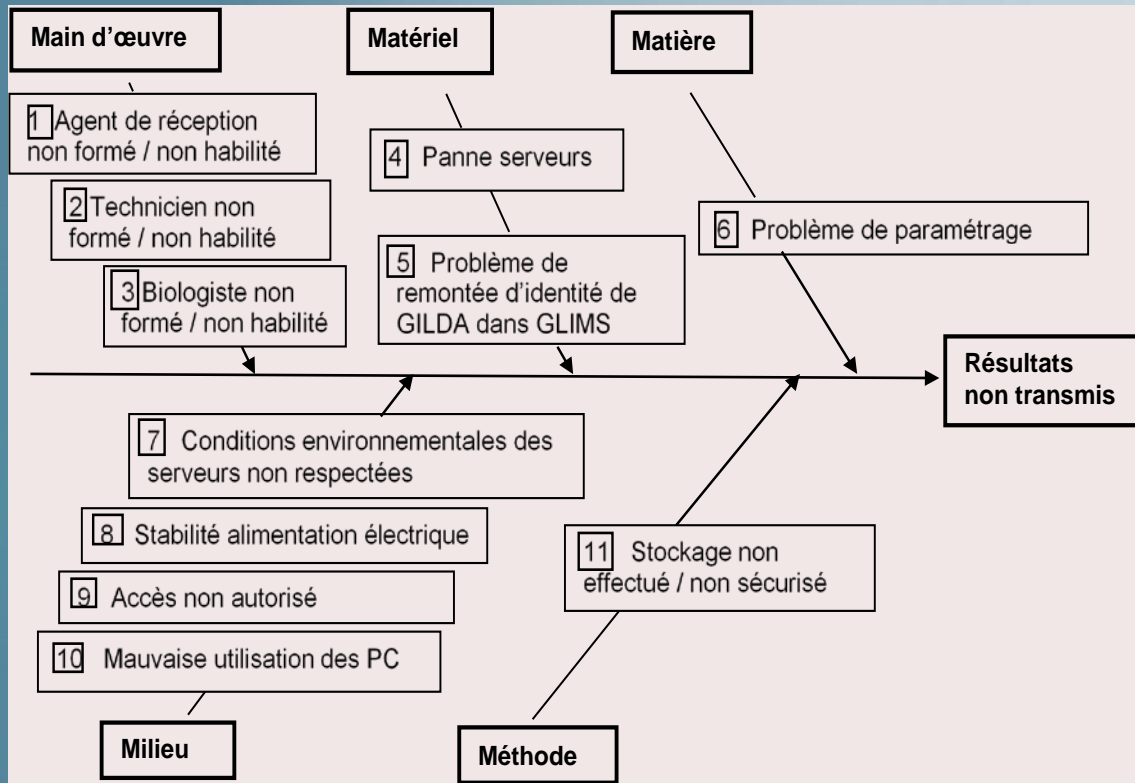 Main d'œuvre
Matériel
Matière
1 Agent de réception
non formé / non habilité
2 Technicien non
formé / non habilité
3 Biologiste non
formé / non habilité
4 Panne serveurs
5 Problème de
remontée d'identité de
GILDA dans GLIMS
6 Problème de paramétrage
Résultats
non transmis
7 Conditions environnementales des
serveurs non respectées
8 Stabilité alimentation électrique
9 Accès non autorisé
10 Mauvaise utilisation des PC
11 Stockage non
effectué / non sécurisé
Milieu
Méthode